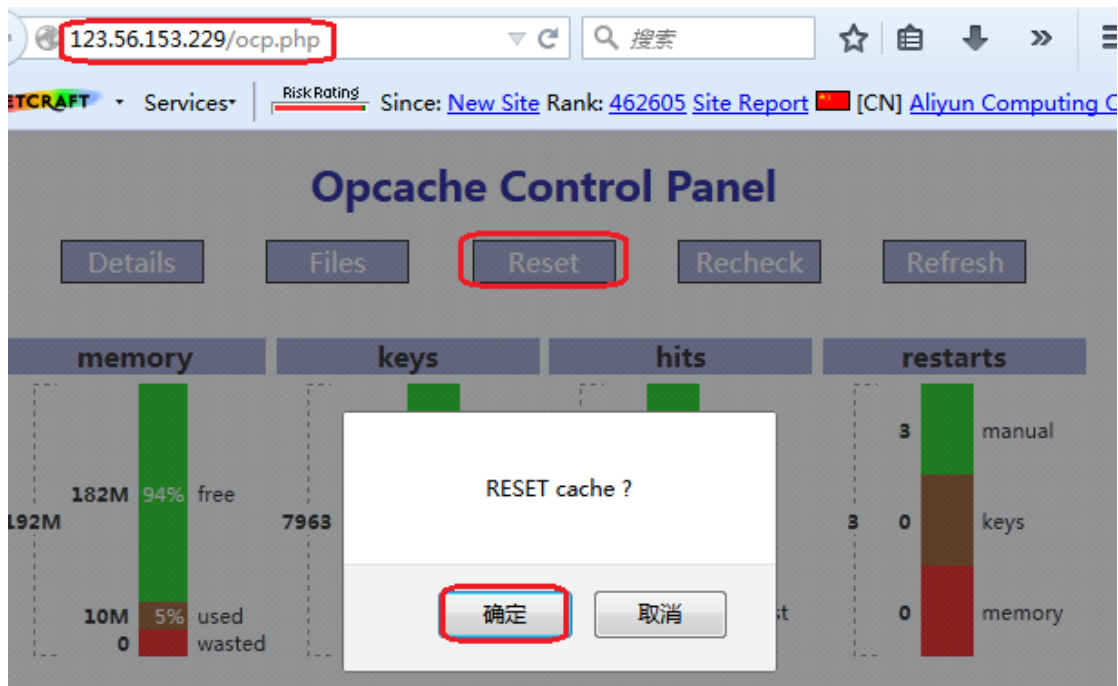 123.56.153.229/ocp.php 搜索
ETCRAFT Services Risk Rating Since: New Site Rank: 462605 Site Report [CN] Aliyun Computing C
Opcache Control Panel
Details Files Reset Recheck Refresh
memory keys hits restarts
3 manual
RESET cache ?
182M 94% free
192M 7963 3 0 keys
确定 取消
10M 5% used st 0 memory
0 wasted